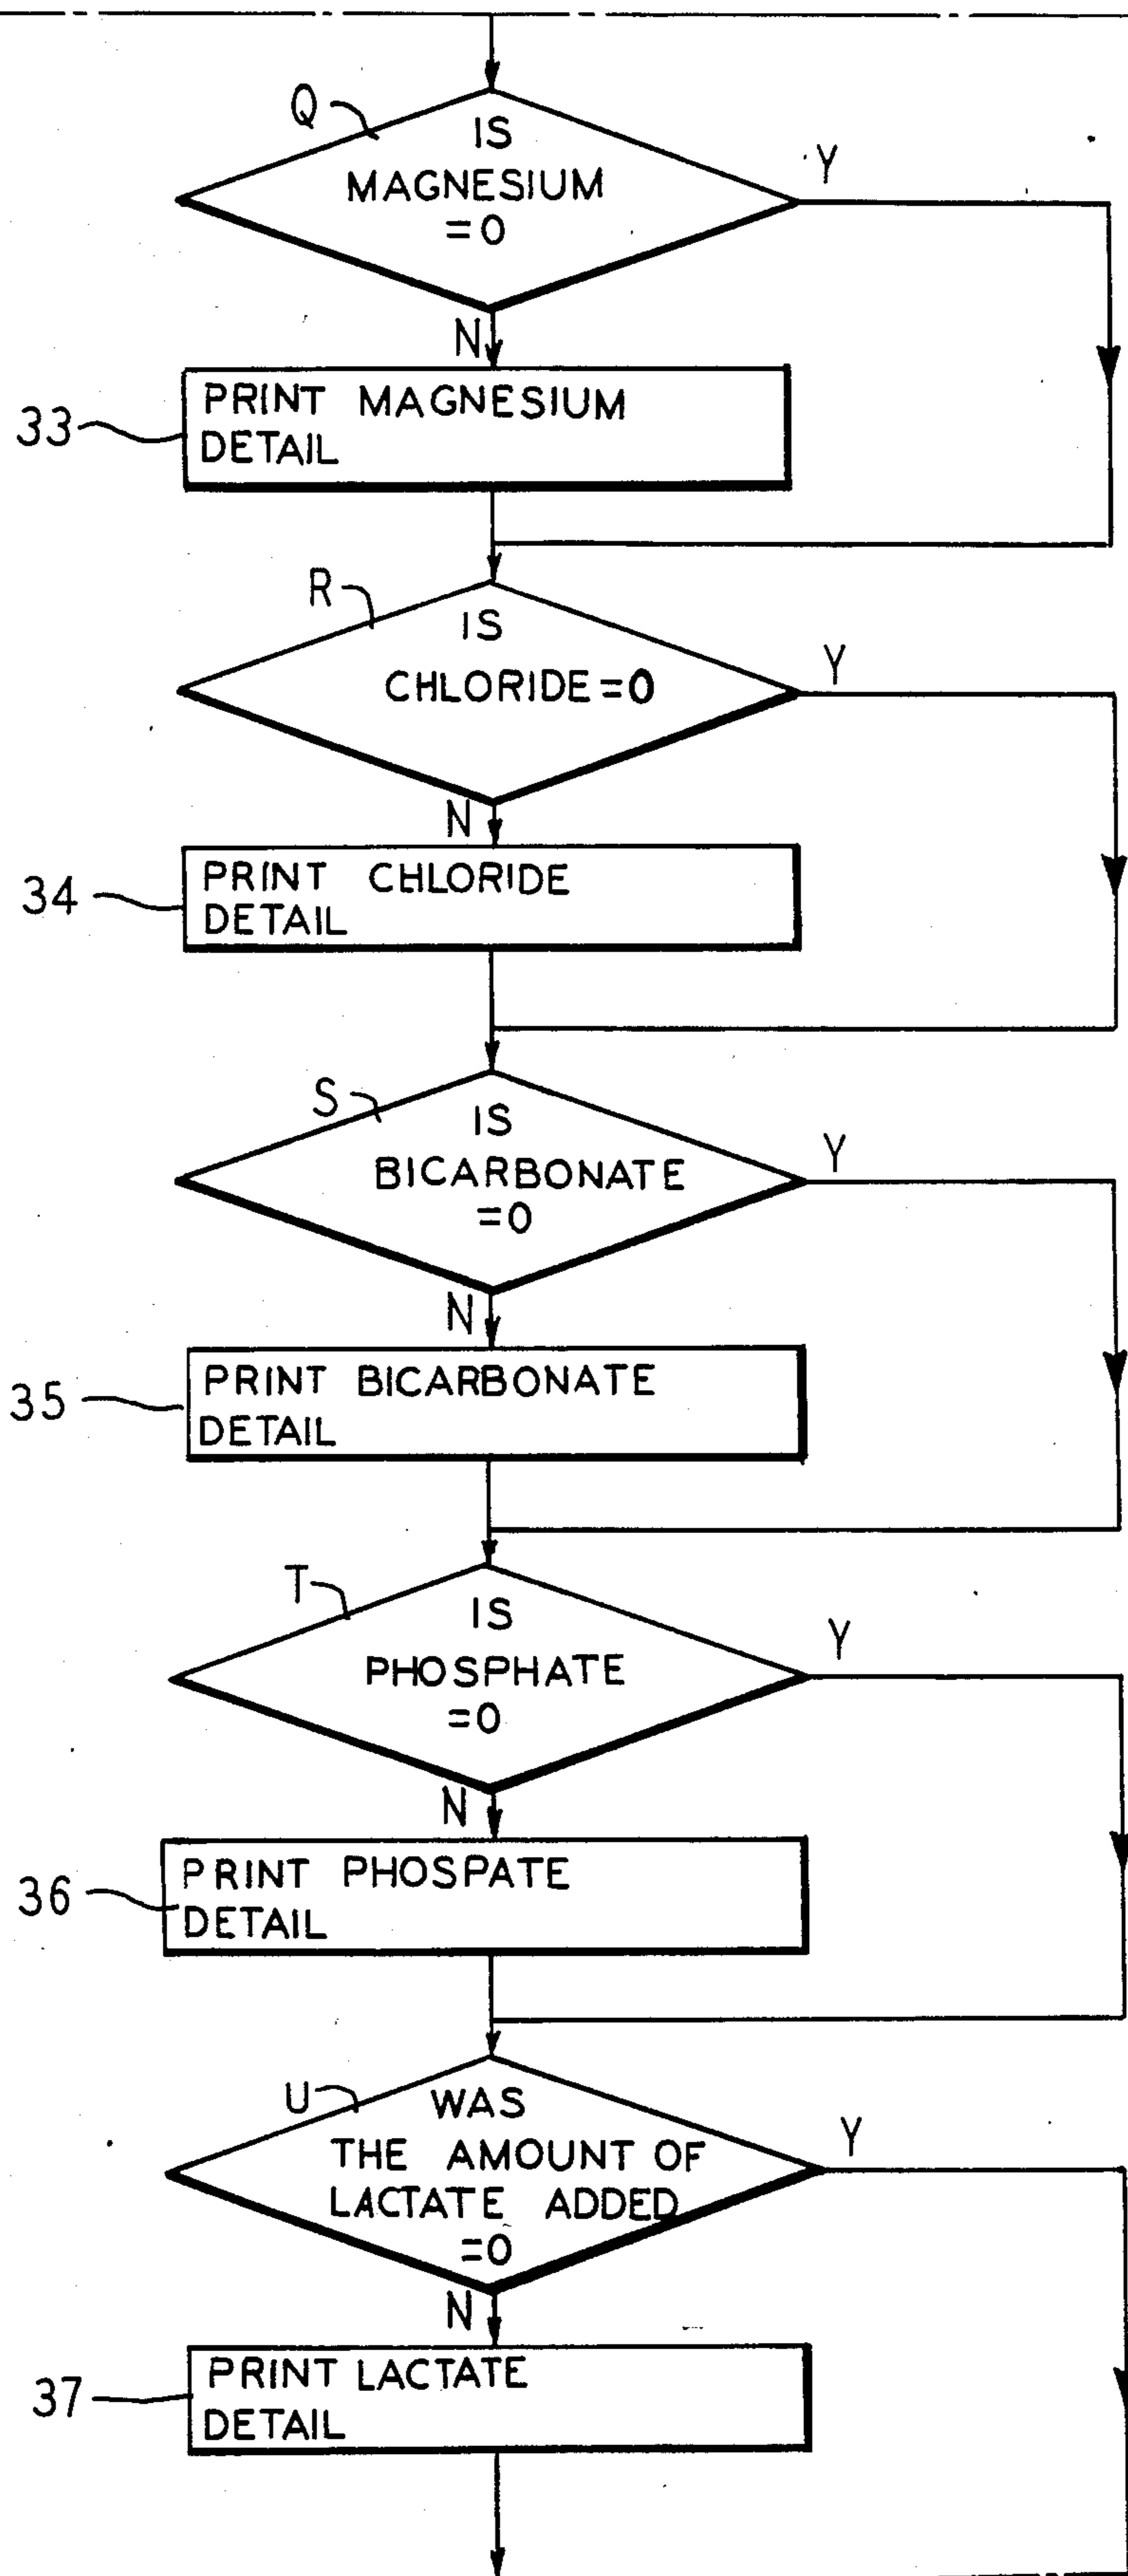 Q
IS
MAGNESIUM
=0
Y
N
33
PRINT MAGNESIUM
DETAIL
R
IS
CHLORIDE=0
Y
N
34
PRINT CHLORIDE
DETAIL
S
IS
BICARBONATE
=0
Y
N
35
PRINT BICARBONATE
DETAIL
T
IS
PHOSPHATE
=0
Y
N
36
PRINT PHOSPATE
DETAIL
U
WAS
THE AMOUNT OF
LACTATE ADDED
=0
Y
N
37
PRINT LACTATE
DETAIL